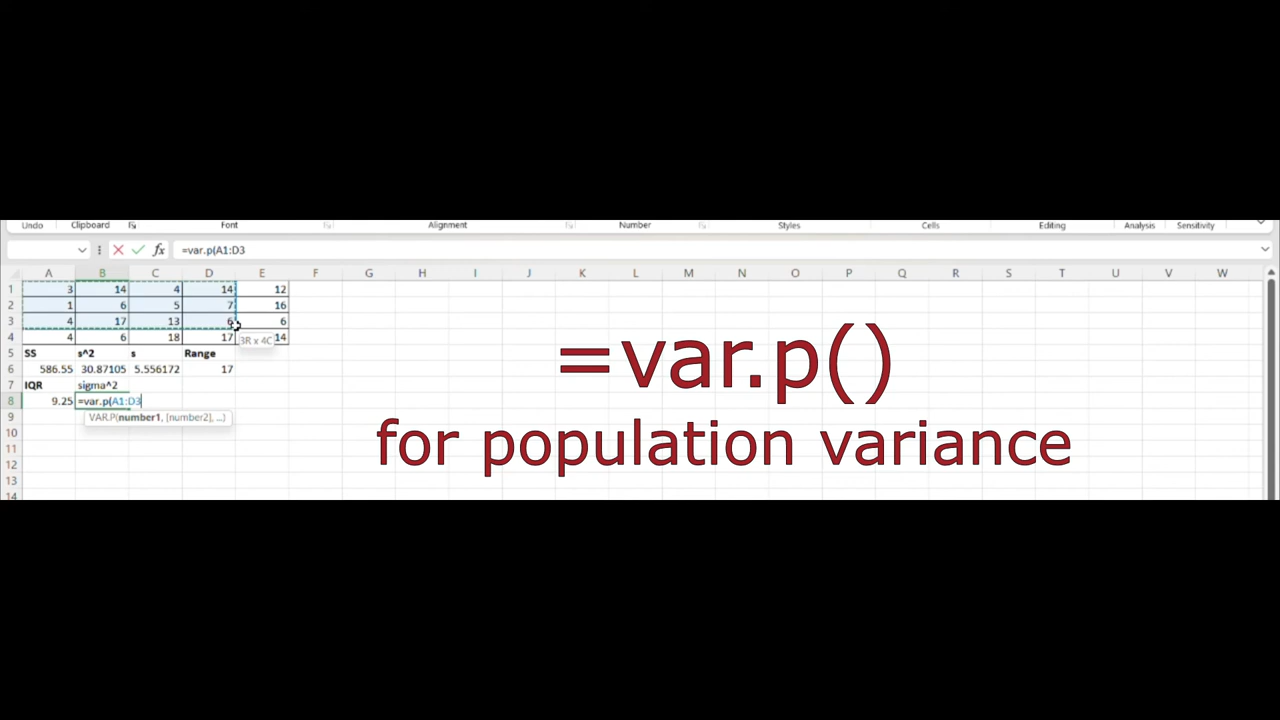 Undo Clipboard Font Alignment Number Styles Cells Editing Analysis Sensitivity
fx =var.p(A1:D3
A B C D E F G H I J K L M N O P Q R S T U V W
1 3 14 4 14 12
2 1 6 5 7 16
3 4 17 13 6 6
4 4 6 18 17 14
3R x 4C
5 SS s^2 s Range
6 586.55 30.87105 5.556172 17
7 IQR sigma^2
8 9.25 =var.p(A1:D3
9 VAR.P(number1, [number2], ...)
10
11
12
13
14
=var.p()
for population variance